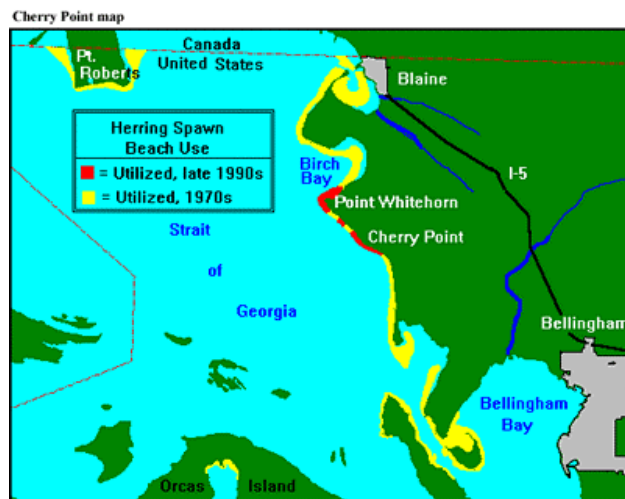 Cherry Point map
Canada
United States
Pt.
Roberts
Blaine
Herring Spawn
Beach Use
= Utilized, late 1990s
= Utilized, 1970s
Birch
Bay
I-5
Point Whitehorn
Cherry Point
Strait
of
Georgia
Bellingham
Bellingham
Bay
Orcas Island